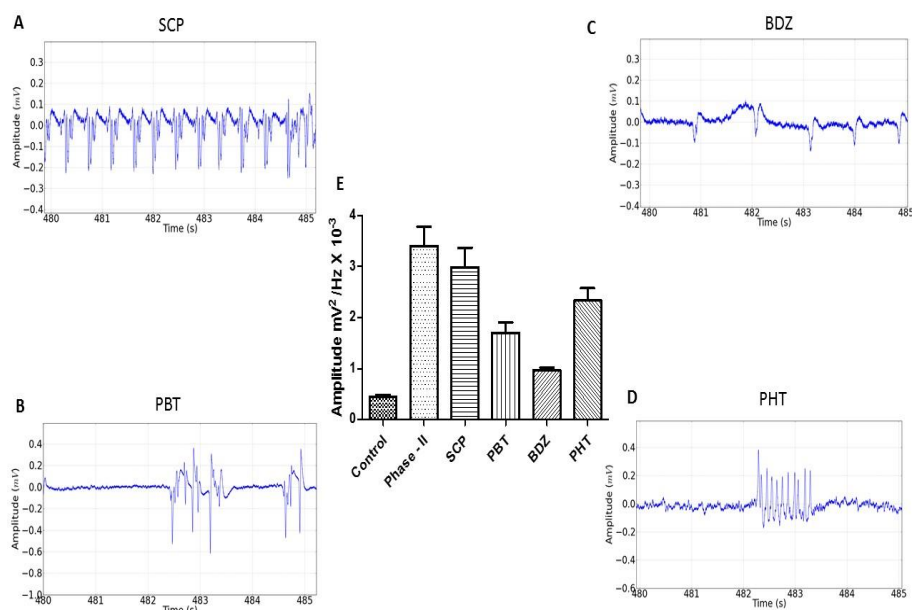 A
SCP
0.3
0.2
0.1
0.0
−0.1
−0.2
−0.3
−0.4
Amplitude (mV)
480 481 482 483 484 485
Time (s)
C
BDZ
0.3
0.2
0.1
0.0
−0.1
−0.2
−0.3
−0.4
Amplitude (mV)
480 481 482 483 484 485
Time (s)
E
4
3
2
1
0
Amplitude mV² /Hz X 10⁻³
Control Phase - II SCP PBT BDZ PHT
B
PBT
0.4
0.2
0.0
−0.2
−0.4
−0.6
−0.8
−1.0
Amplitude (mV)
480 481 482 483 484 485
Time (s)
D
PHT
0.4
0.2
0.0
−0.2
−0.4
−0.6
Amplitude (mV)
480 481 482 483 484 485
Time (s)